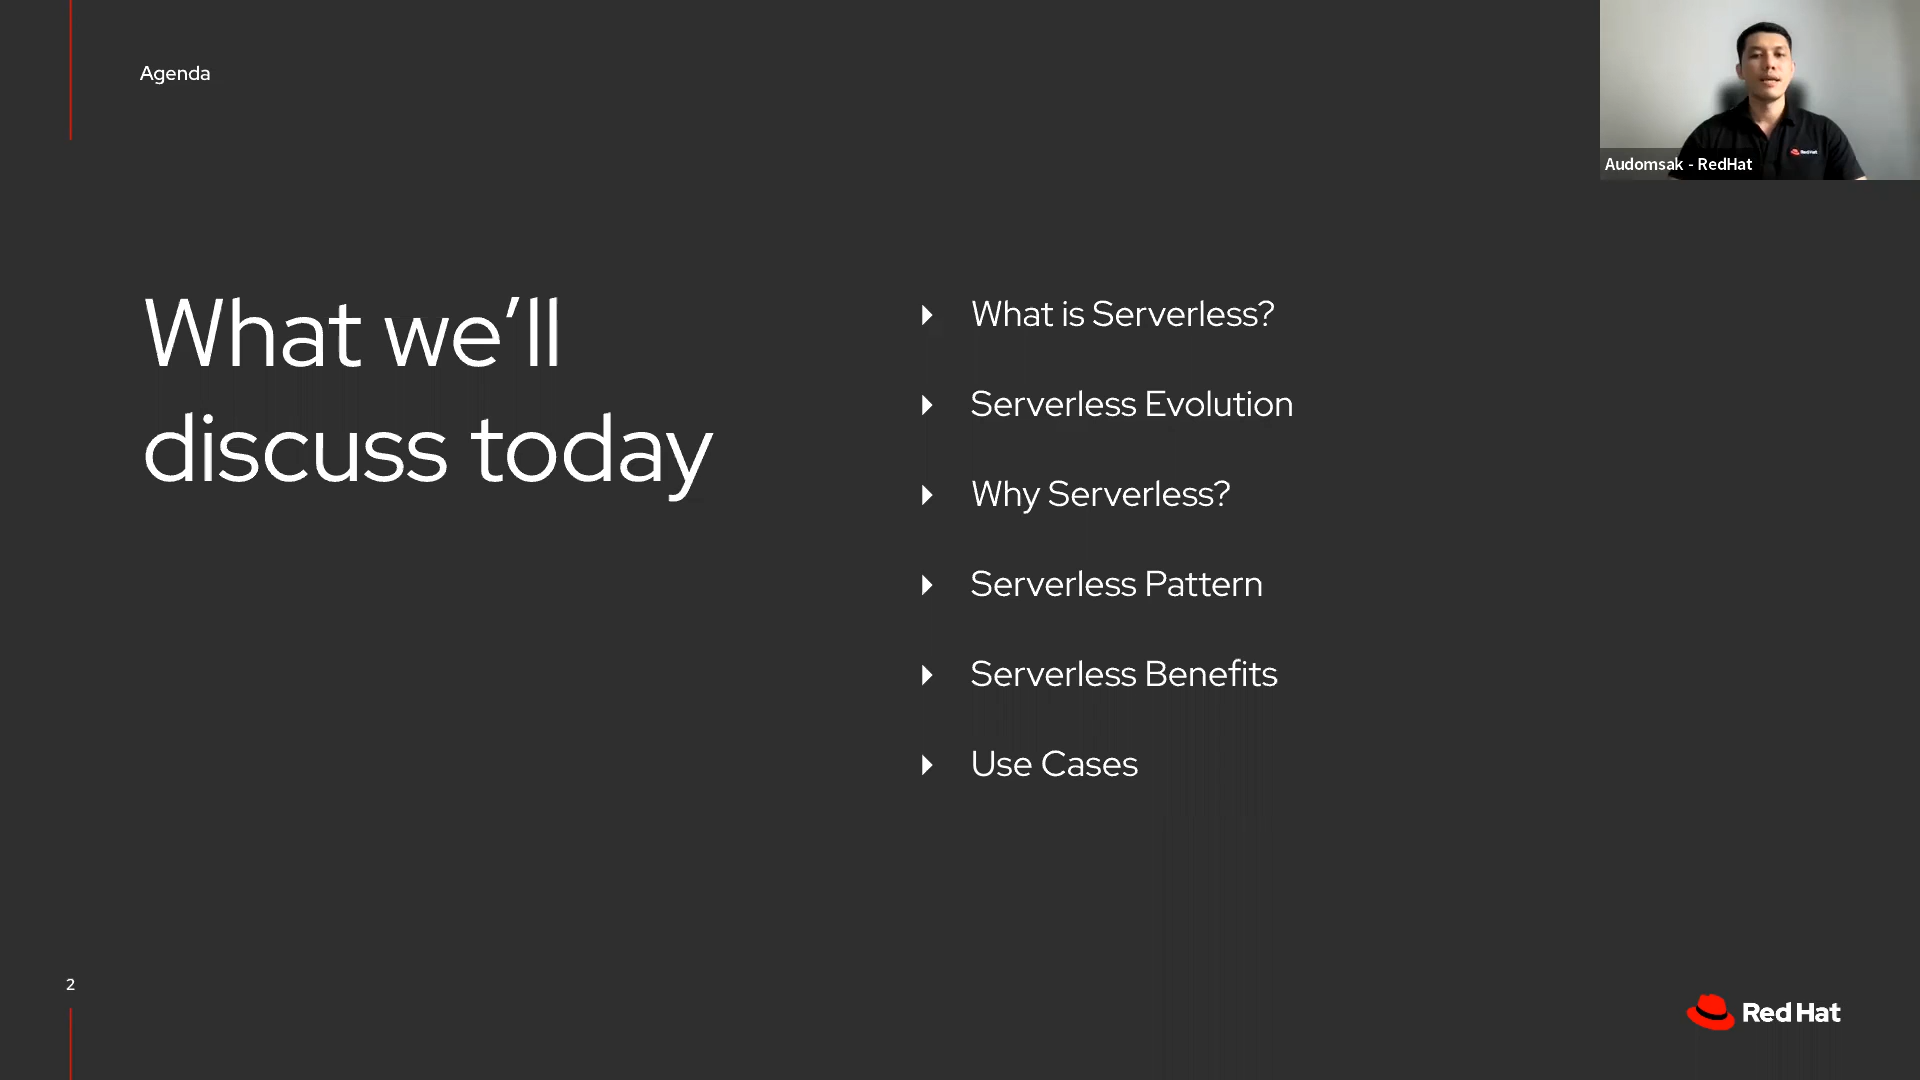 Agenda
Audomsak - RedHat
What we’ll
discuss today
What is Serverless?
Serverless Evolution
Why Serverless?
Serverless Pattern
Serverless Benefits
Use Cases
2
Red Hat